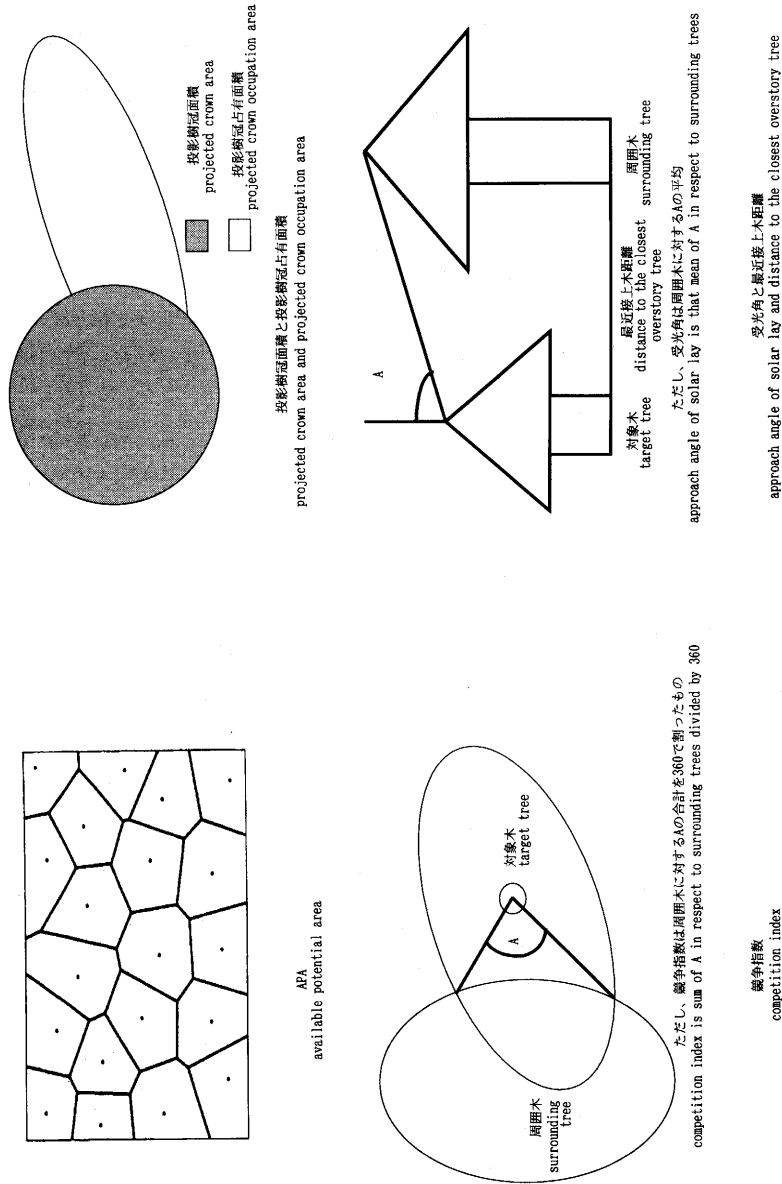 APA
available potential area
投影樹冠面積
projected crown area
投影樹冠占有面積
projected crown occupation area
投影樹冠面積と投影樹冠占有面積
projected crown area and projected crown occupation area
周囲木
surrounding
tree
A
対象木
target tree
ただし、競争指数は周囲木に対するAの合計を360で割ったもの
competition index is sum of A in respect to surrounding trees divided by 360
競争指数
competition index
A
対象木
target tree
最近接上木距離
distance to the closest
overstory tree
周囲木
surrounding tree
ただし、受光角は周囲木に対するAの平均
approach angle of solar lay is that mean of A in respect to surrounding trees
受光角と最近接上木距離
approach angle of solar lay and distance to the closest overstory tree